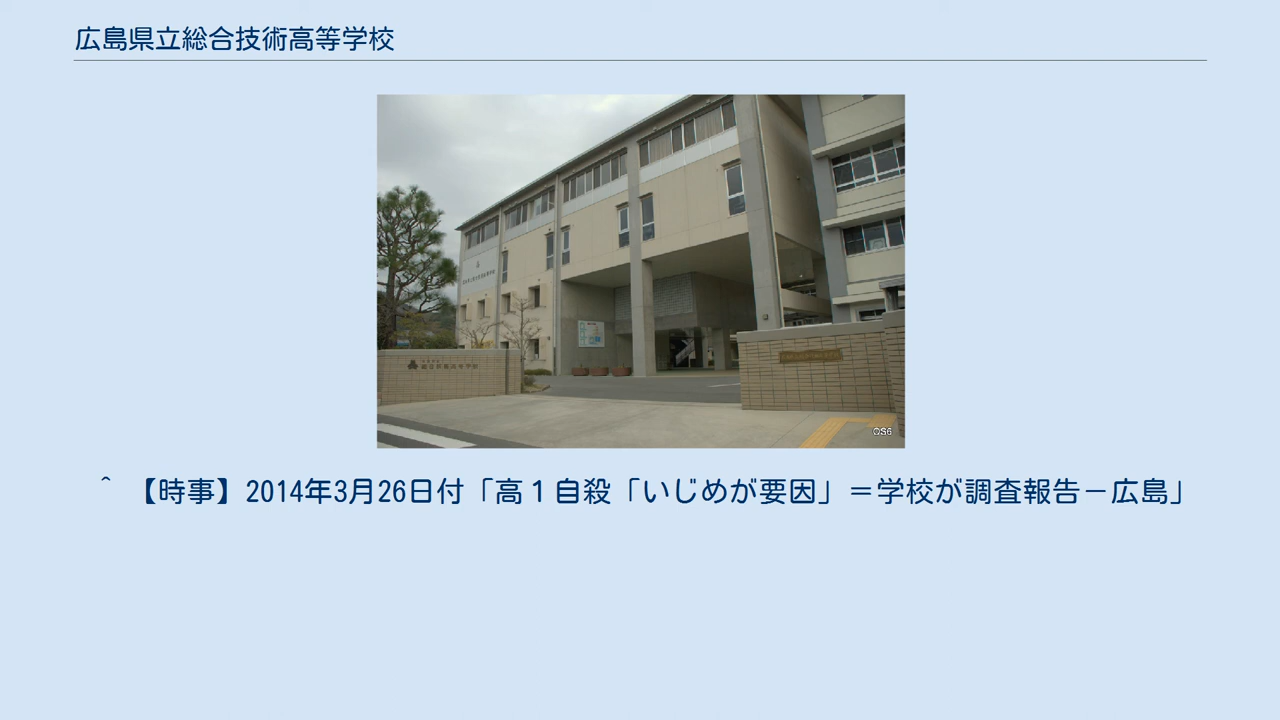 広島県立総合技術高等学校
©S6
^ 【時事】2014年3月26日付「高１自殺「いじめが要因」＝学校が調査報告－広島」